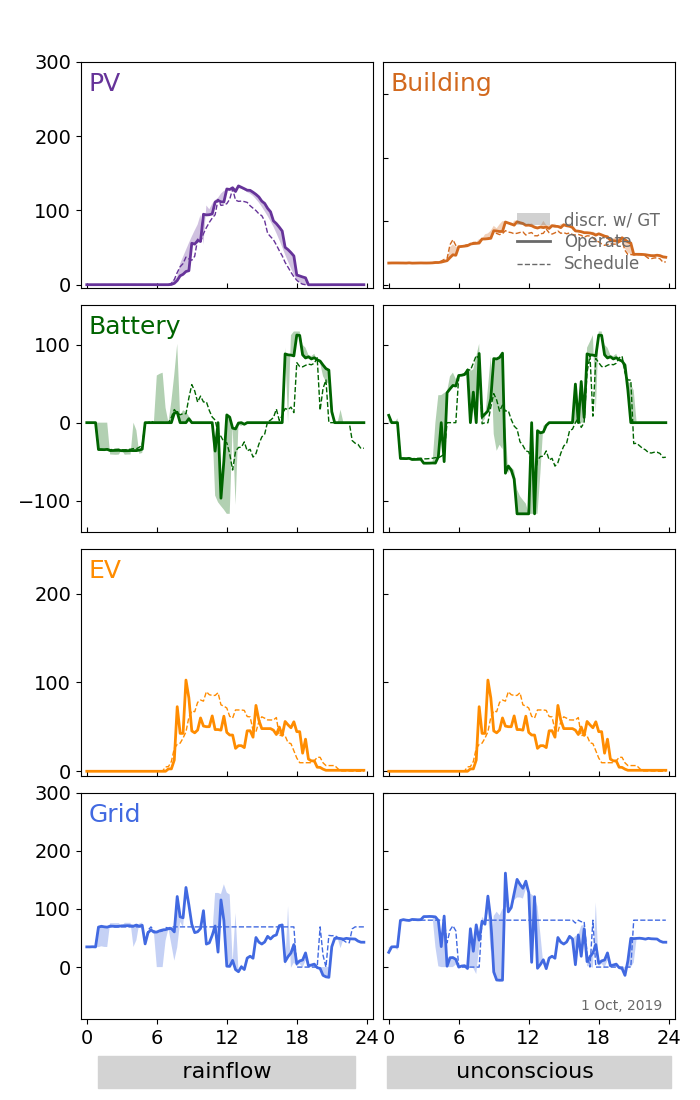 300
PV
Building
200
discr. w/ GT
100
Operate
Schedule
0
Battery
100
0
−100
EV
200
100
0
300
Grid
200
100
0
1 Oct, 2019
0 6 12 18 24 0 6 12 18 24
rainflow unconscious